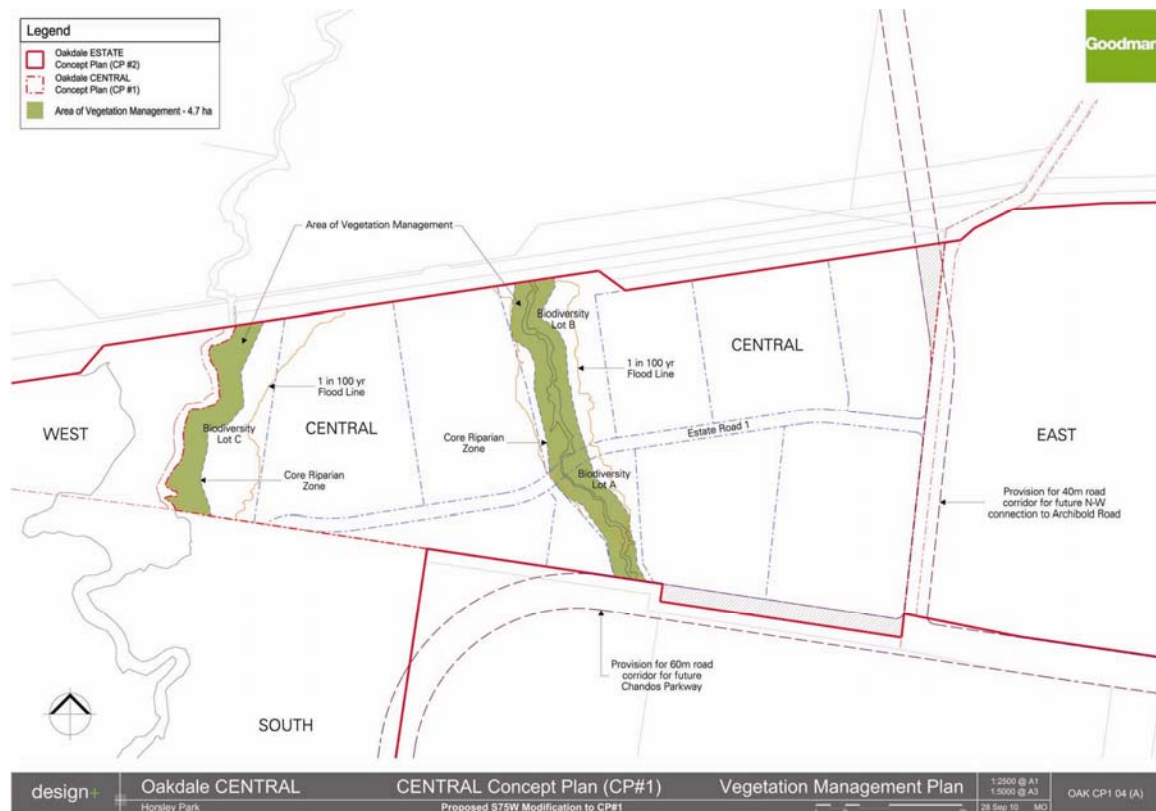 Legend
Oakdale ESTATE
Concept Plan (CP #2)
Oakdale CENTRAL
Concept Plan (CP #1)
Area of Vegetation Management - 4.7 ha
Goodman
Area of Vegetation Management
Biodiversity
Lot B
1 in 100 yr
Flood Line
CENTRAL
1 in 100 yr
Flood Line
WEST
Biodiversity
Lot C
CENTRAL
Core Riparian
Zone
Estate Road 1
EAST
Core Riparian
Zone
Biodiversity
Lot A
Provision for 40m road
corridor for future N-W
connection to Archibold Road
Provision for 60m road
corridor for future
Chandos Parkway
SOUTH
design+
Oakdale CENTRAL
Horsley Park
CENTRAL Concept Plan (CP#1)
Proposed S75W Modification to CP#1
Vegetation Management Plan
1:2500 @ A1
1:5000 @ A3
28 Sep 10 MO
OAK CP1 04 (A)